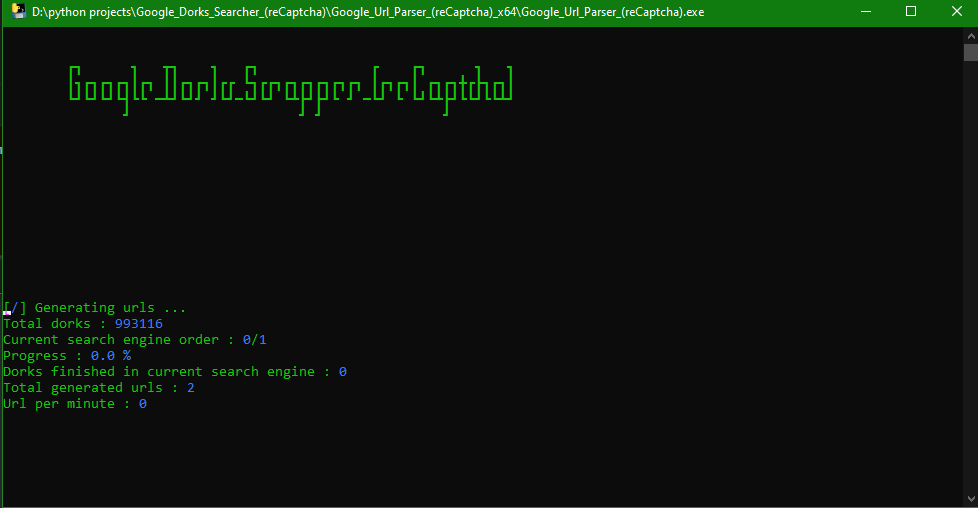 D:\python projects\Google_Dorks_Searcher_(reCaptcha)\Google_Url_Parser_(reCaptcha)_x64\Google_Url_Parser_(reCaptcha).exe
Google_Dorks_Scrapper_(reCaptcha)
[/] Generating urls ...
Total dorks : 993116
Current search engine order : 0/1
Progress : 0.0 %
Dorks finished in current search engine : 0
Total generated urls : 2
Url per minute : 0